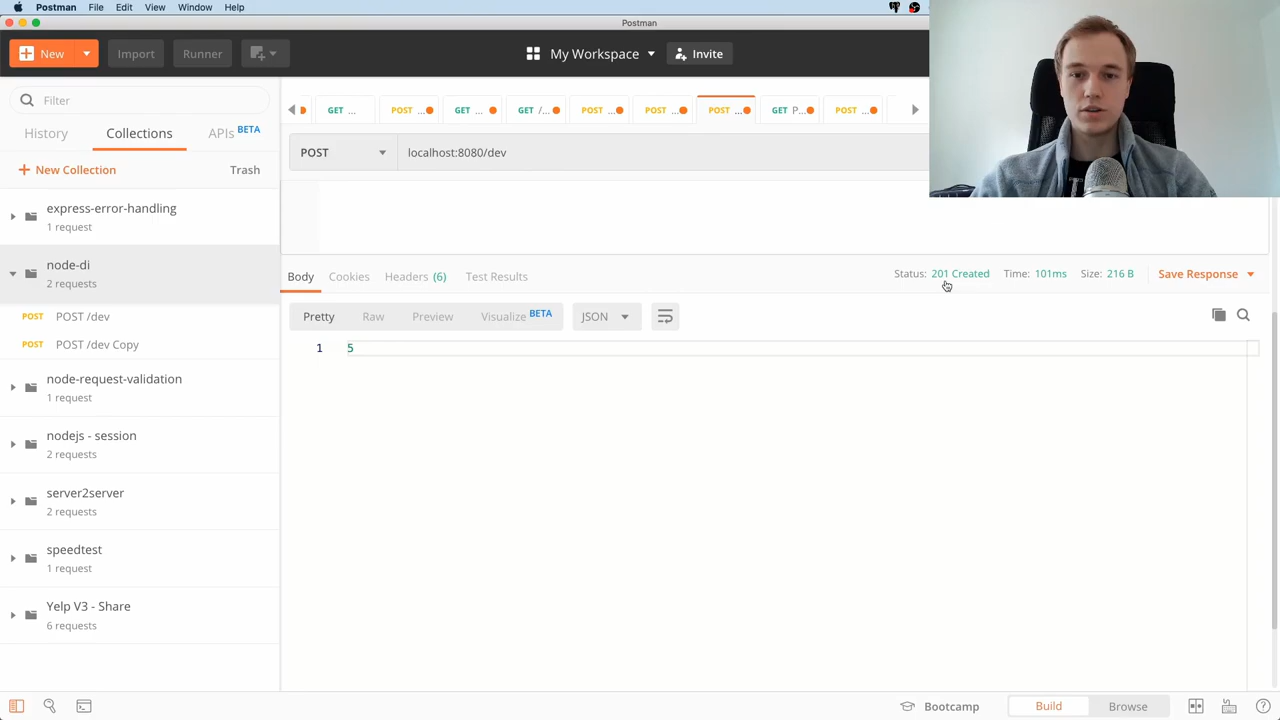 Postman File Edit View Window Help
Postman
New Import Runner My Workspace Invite
Filter
History Collections APIs BETA
New Collection Trash
express-error-handling
1 request
node-di
2 requests
POST POST /dev
POST POST /dev Copy
node-request-validation
1 request
nodejs - session
2 requests
server2server
2 requests
speedtest
1 request
Yelp V3 - Share
6 requests
GET ... POST ... GET ... GET /... POST ... POST ... POST ... GET P... POST ...
POST localhost:8080/dev
Body Cookies Headers (6) Test Results Status: 201 Created Time: 101ms Size: 216 B Save Response
Pretty Raw Preview Visualize BETA JSON
1 5
Bootcamp Build Browse